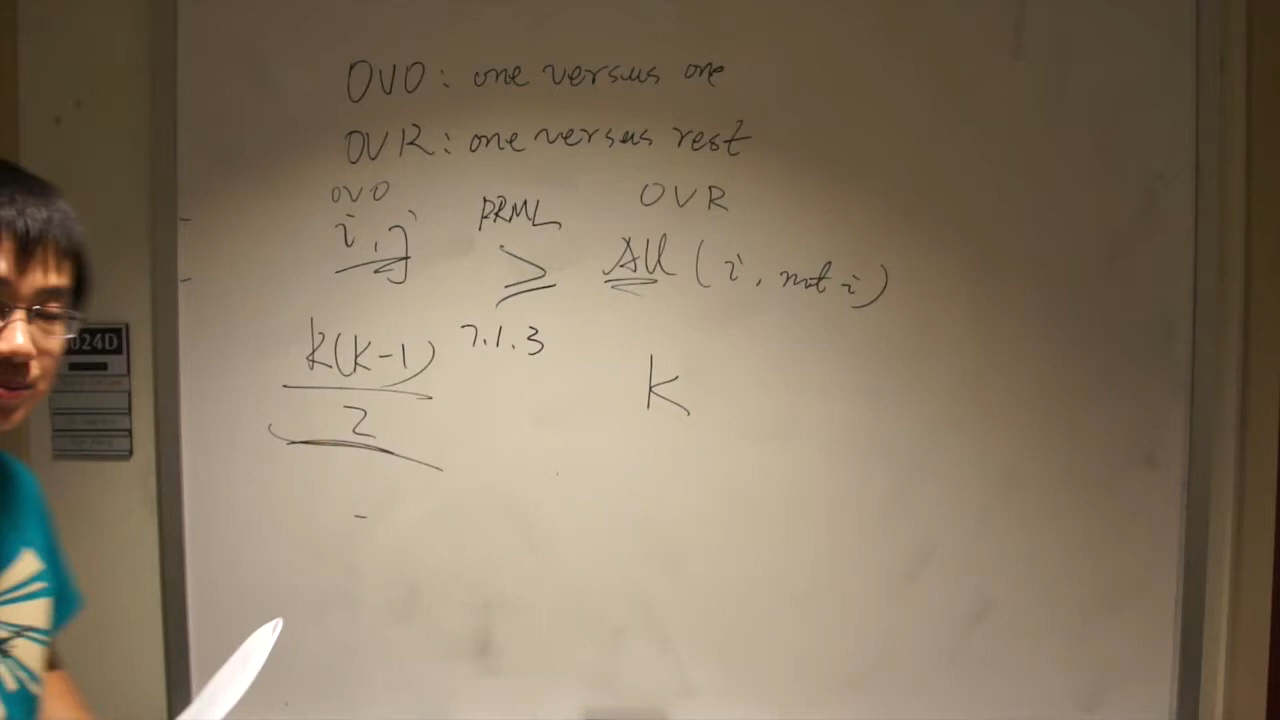 OVO: one versus one
OVR: one versus rest
OVO PRML OVR
i, j ≥ All (i, not i)
k(k-1) 7.1.3 k
2
024D